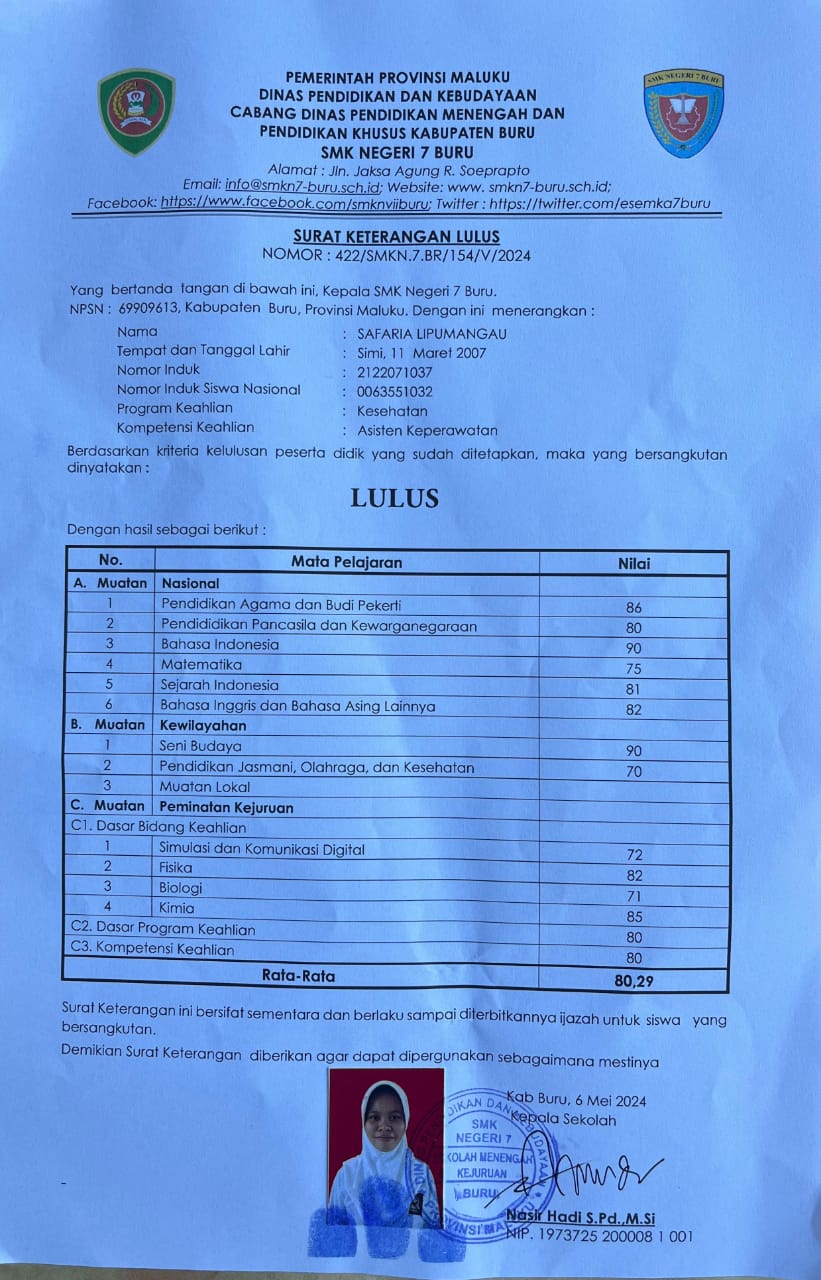 PEMERINTAH PROVINSI MALUKU
DINAS PENDIDIKAN DAN KEBUDAYAAN
CABANG DINAS PENDIDIKAN MENENGAH DAN
PENDIDIKAN KHUSUS KABUPATEN BURU
SMK NEGERI 7 BURU
Alamat : Jln. Jaksa Agung R. Soeprapto
Email: info@smkn7-buru.sch.id; Website: www. smkn7-buru.sch.id;
Facebook: https://www.facebook.com/smknviiburu; Twitter : https://twitter.com/esemka7buru
SMK NEGERI 7 BURU
SURAT KETERANGAN LULUS
NOMOR : 422/SMKN.7.BR/154/V/2024
Yang bertanda tangan di bawah ini, Kepala SMK Negeri 7 Buru.
NPSN : 69909613, Kabupaten Buru, Provinsi Maluku. Dengan ini menerangkan :
Nama : SAFARIA LIPUMANGAU
Tempat dan Tanggal Lahir : Simi, 11 Maret 2007
Nomor Induk : 2122071037
Nomor Induk Siswa Nasional : 0063551032
Program Keahlian : Kesehatan
Kompetensi Keahlian : Asisten Keperawatan
Berdasarkan kriteria kelulusan peserta didik yang sudah ditetapkan, maka yang bersangkutan
dinyatakan :
LULUS
Dengan hasil sebagai berikut :
No. Mata Pelajaran Nilai
A. Muatan Nasional
1 Pendidikan Agama dan Budi Pekerti 86
2 Pendididikan Pancasila dan Kewarganegaraan 80
3 Bahasa Indonesia 90
4 Matematika 75
5 Sejarah Indonesia 81
6 Bahasa Inggris dan Bahasa Asing Lainnya 82
B. Muatan Kewilayahan
1 Seni Budaya 90
2 Pendidikan Jasmani, Olahraga, dan Kesehatan 70
3 Muatan Lokal
C. Muatan Peminatan Kejuruan
C1. Dasar Bidang Keahlian
1 Simulasi dan Komunikasi Digital 72
2 Fisika 82
3 Biologi 71
4 Kimia 85
C2. Dasar Program Keahlian 80
C3. Kompetensi Keahlian 80
Rata-Rata 80,29
Surat Keterangan ini bersifat sementara dan berlaku sampai diterbitkannya ijazah untuk siswa yang
bersangkutan.
Demikian Surat Keterangan diberikan agar dapat dipergunakan sebagaimana mestinya
Kab Buru, 6 Mei 2024
Kepala Sekolah
SMK
NEGERI 7
KOLAH MENENGAH
KEJURUAN
BURU
Nasir Hadi S.Pd.,M.Si
NIP. 1973725 200008 1 001